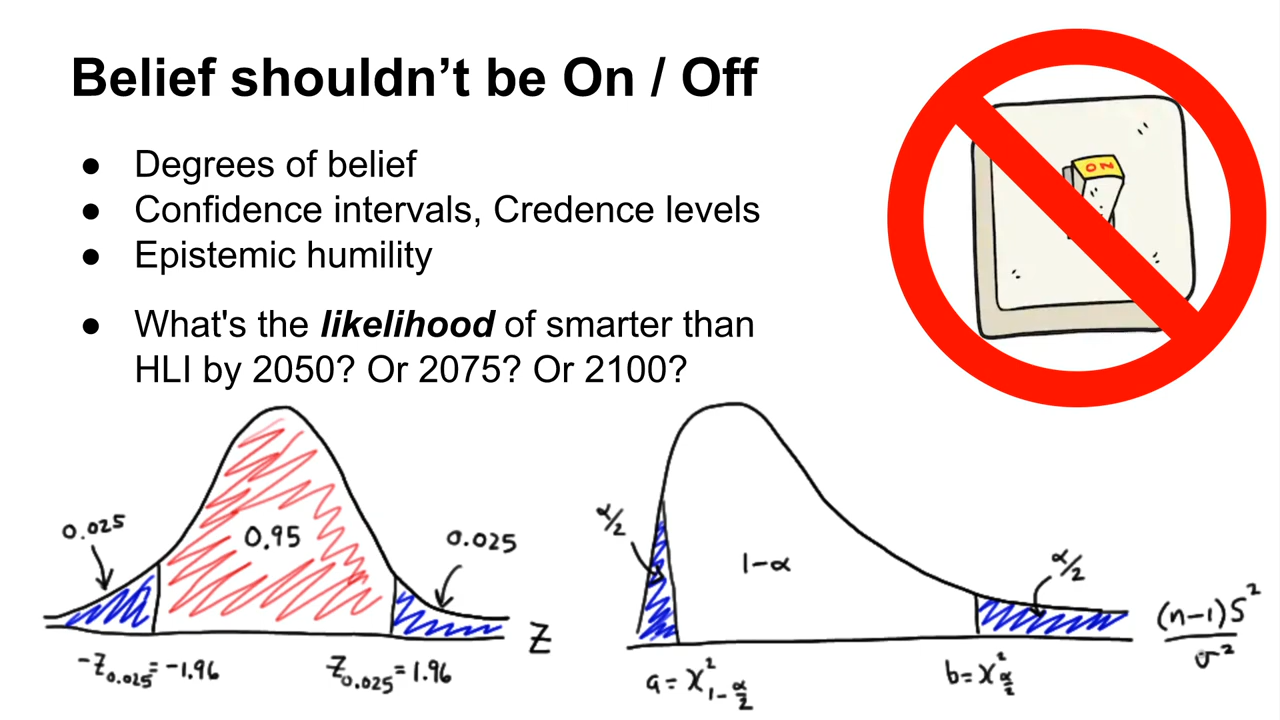 Belief shouldn't be On / Off
● Degrees of belief
● Confidence intervals, Credence levels
● Epistemic humility
● What's the likelihood of smarter than
HLI by 2050? Or 2075? Or 2100?
ON
0.025
0.95
0.025
Z
-Z0.025 = -1.96
Z0.025 = 1.96
α/2
1-α
α/2
(n-1)S²
σ²
a = χ²1-α/2
b = χ²α/2